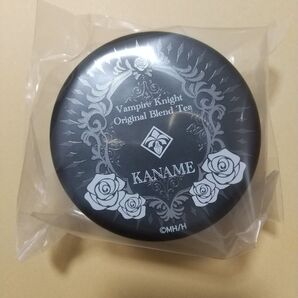 Vampire Knight
Original Blend Tea
KANAME
©MH/H